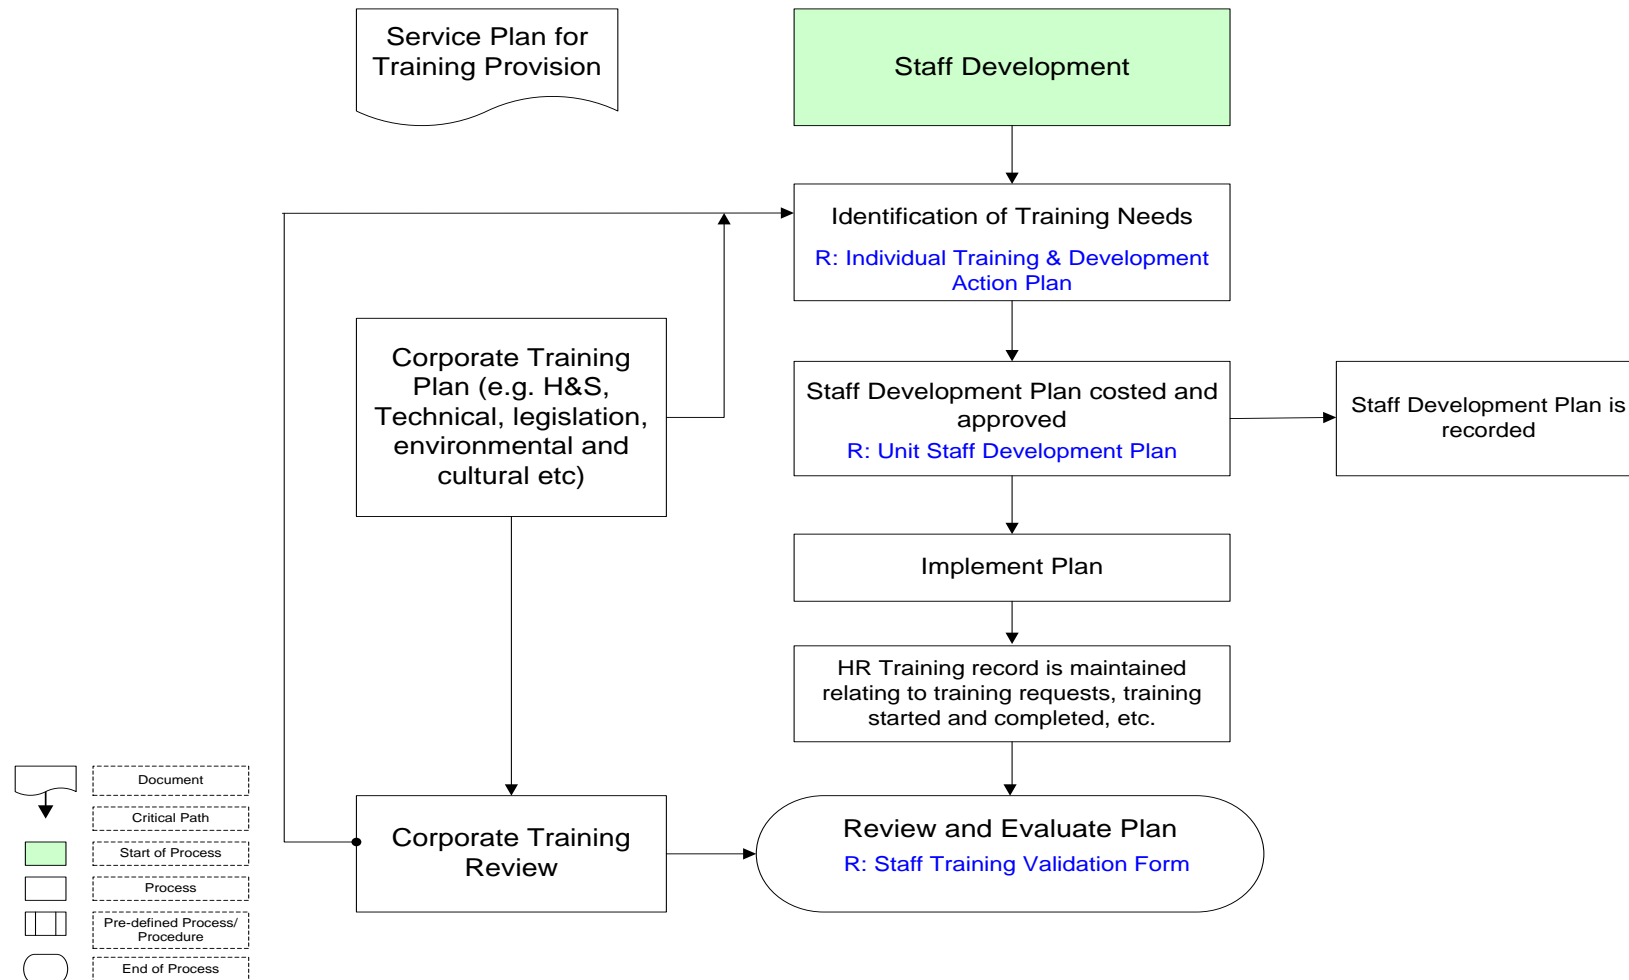 Service Plan for
Training Provision
Staff Development
Identification of Training Needs
R: Individual Training & Development
Action Plan
Corporate Training
Plan (e.g. H&S,
Technical, legislation,
environmental and
cultural etc)
Staff Development Plan costed and
approved
R: Unit Staff Development Plan
Staff Development Plan is
recorded
Implement Plan
HR Training record is maintained
relating to training requests, training
started and completed, etc.
Corporate Training
Review
Review and Evaluate Plan
R: Staff Training Validation Form
Document
Critical Path
Start of Process
Process
Pre-defined Process/
Procedure
End of Process